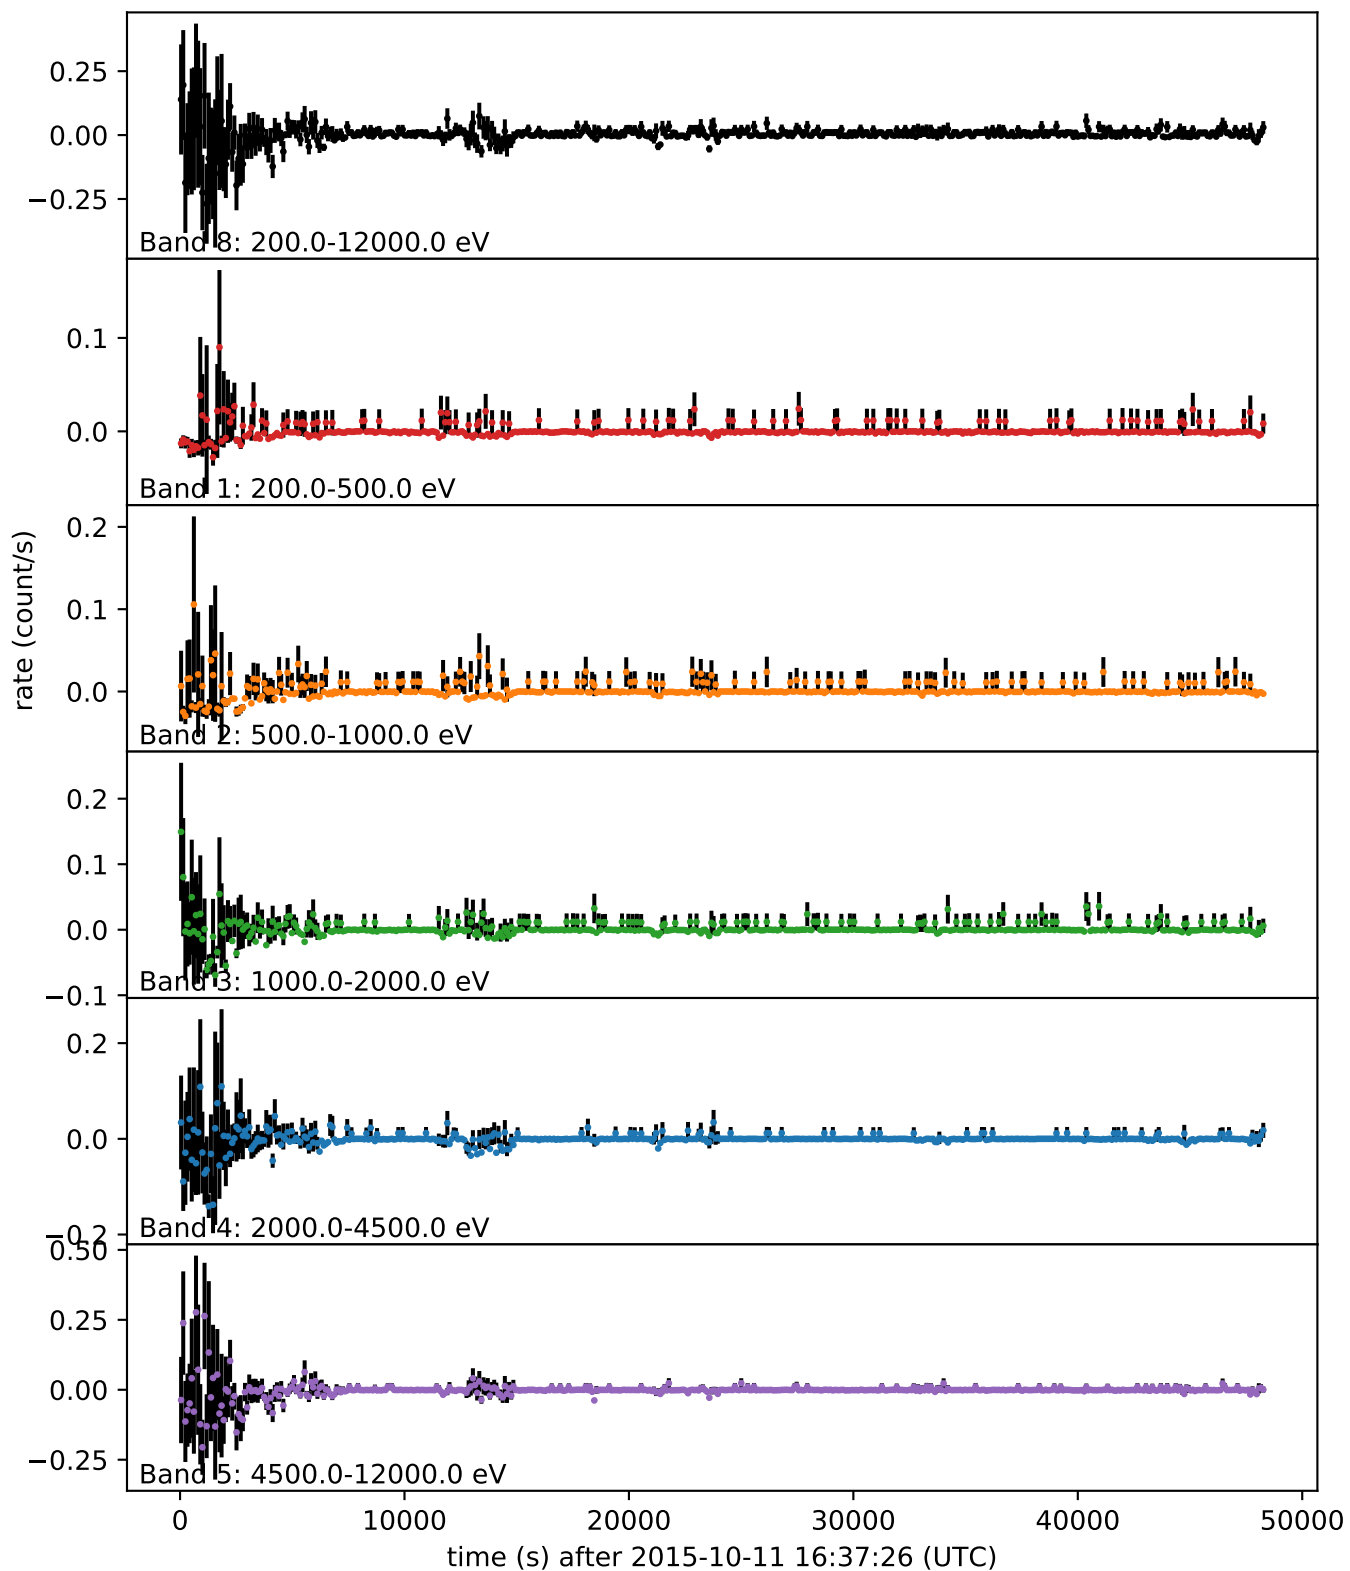 0.25
0.00
−0.25
Band 8: 200.0-12000.0 eV
0.1
0.0
Band 1: 200.0-500.0 eV
rate (count/s)
0.2
0.1
0.0
Band 2: 500.0-1000.0 eV
0.2
0.1
0.0
−0.1
Band 3: 1000.0-2000.0 eV
0.2
0.0
−0.2
Band 4: 2000.0-4500.0 eV
0.50
0.25
0.00
−0.25
Band 5: 4500.0-12000.0 eV
0 10000 20000 30000 40000 50000
time (s) after 2015-10-11 16:37:26 (UTC)